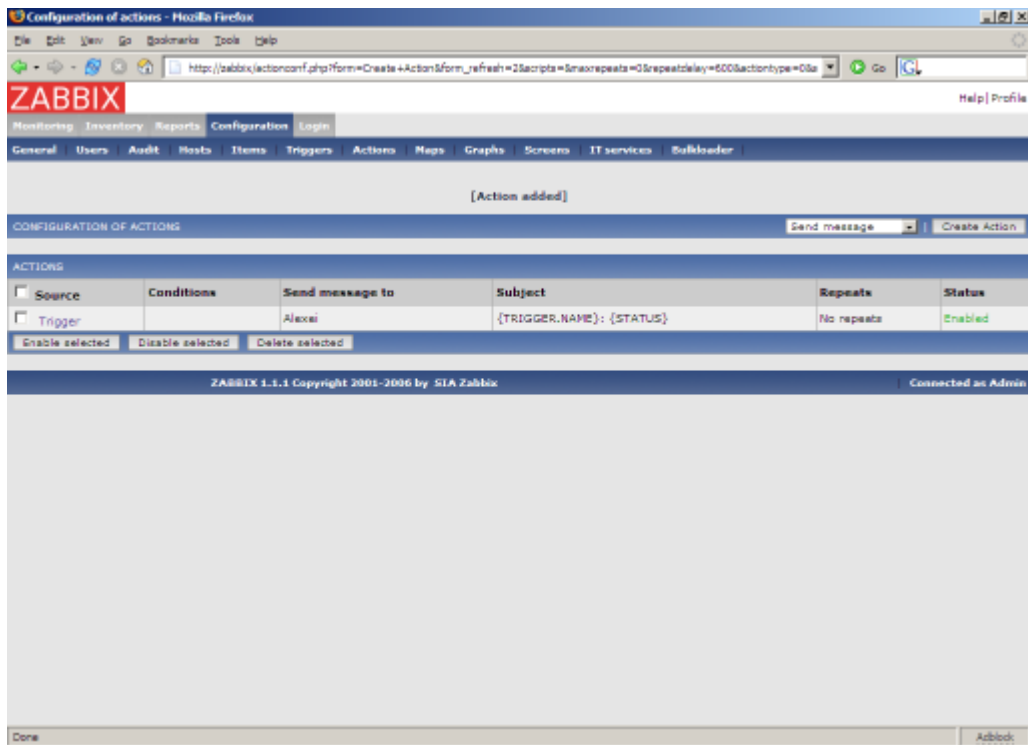 Configuration of actions - Mozilla Firefox
File Edit View Go Bookmarks Tools Help
http://zabbix/actionconf.php?form=Create+Action&form_refresh=2&scripts=&maxrepeats=0&repeatdelay=600&actiontype=0&a Go
ZABBIX Help | Profile
Monitoring Inventory Reports Configuration Login
General | Users | Audit | Hosts | Items | Triggers | Actions | Maps | Graphs | Screens | IT services | Bulkloader |
[Action added]
CONFIGURATION OF ACTIONS Send message | Create Action
ACTIONS
Source Conditions Send message to Subject Repeats Status
Trigger Alexei {TRIGGER.NAME}: {STATUS} No repeats Enabled
Enable selected Disable selected Delete selected
ZABBIX 1.1.1 Copyright 2001-2006 by SIA Zabbix | Connected as Admin
Done Adblock